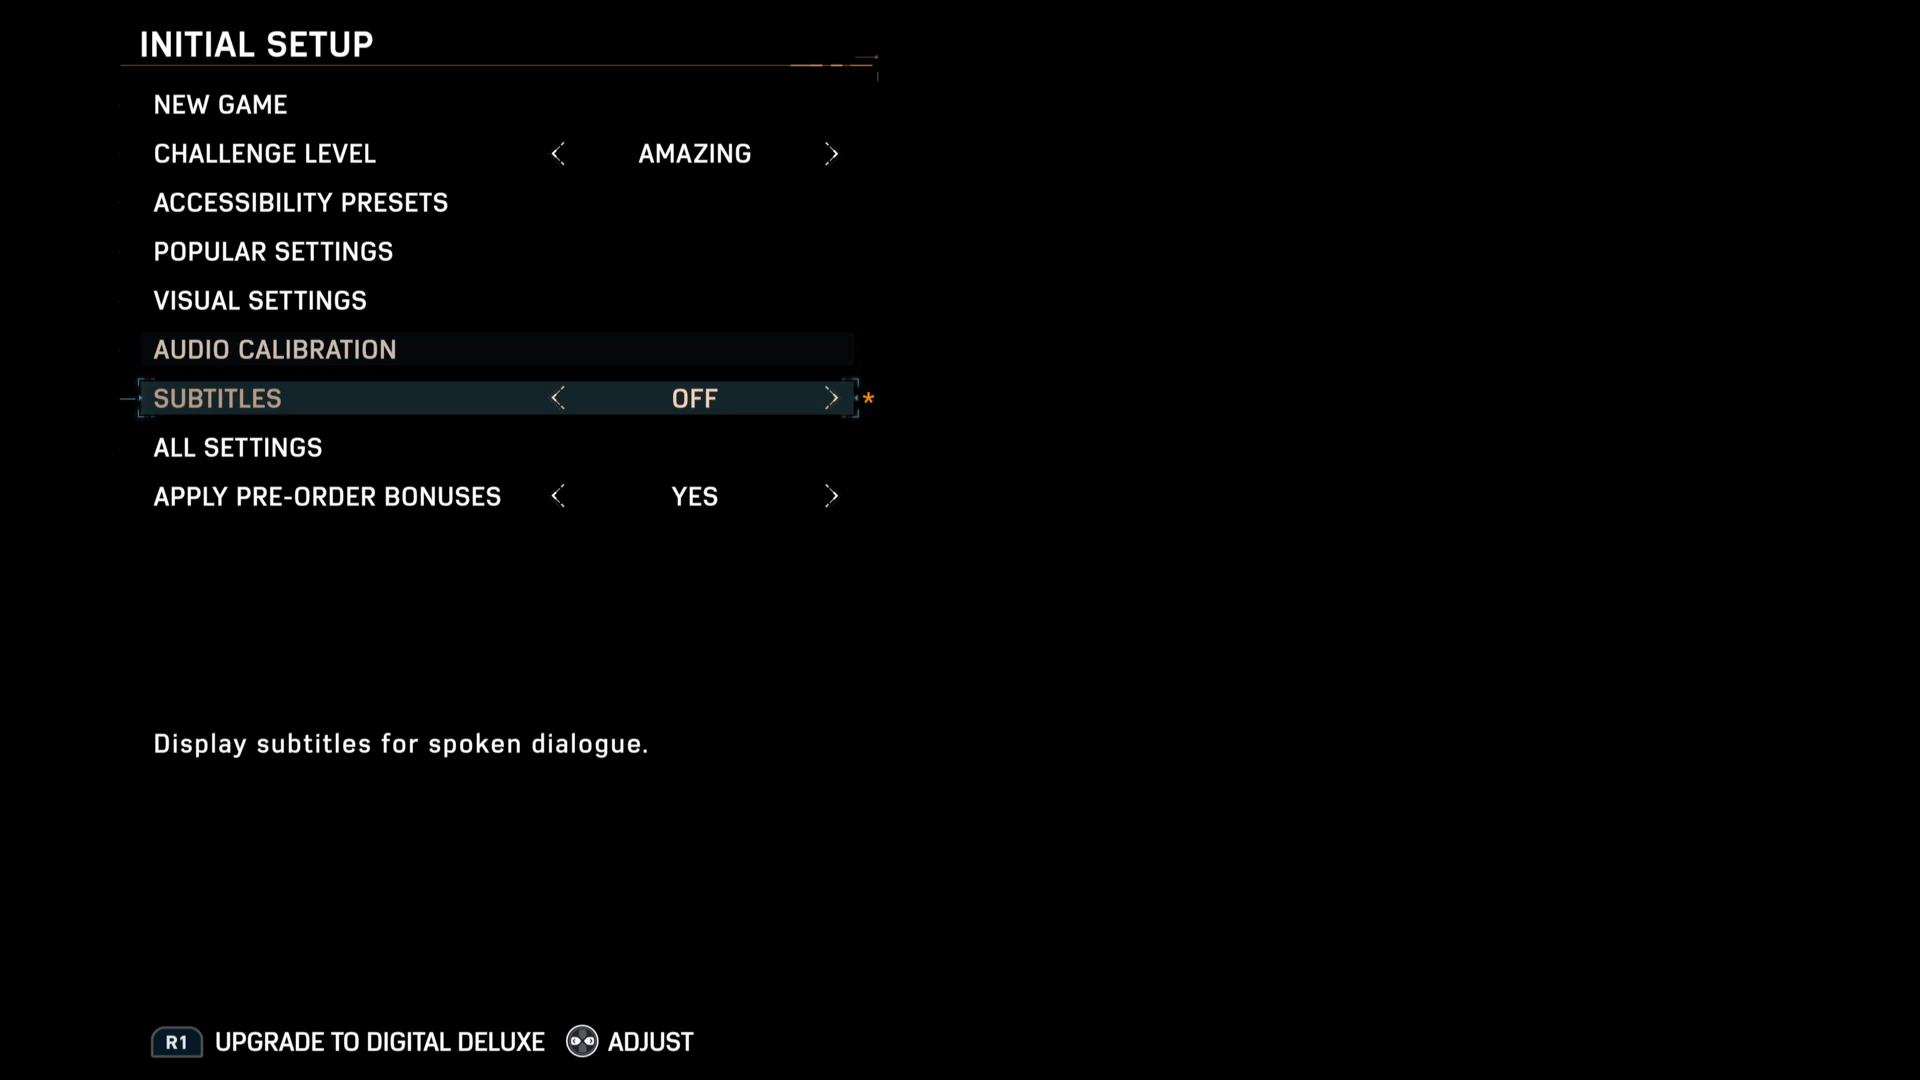 INITIAL SETUP
NEW GAME
CHALLENGE LEVEL AMAZING
ACCESSIBILITY PRESETS
POPULAR SETTINGS
VISUAL SETTINGS
AUDIO CALIBRATION
SUBTITLES OFF *
ALL SETTINGS
APPLY PRE-ORDER BONUSES YES
Display subtitles for spoken dialogue.
R1 UPGRADE TO DIGITAL DELUXE ADJUST